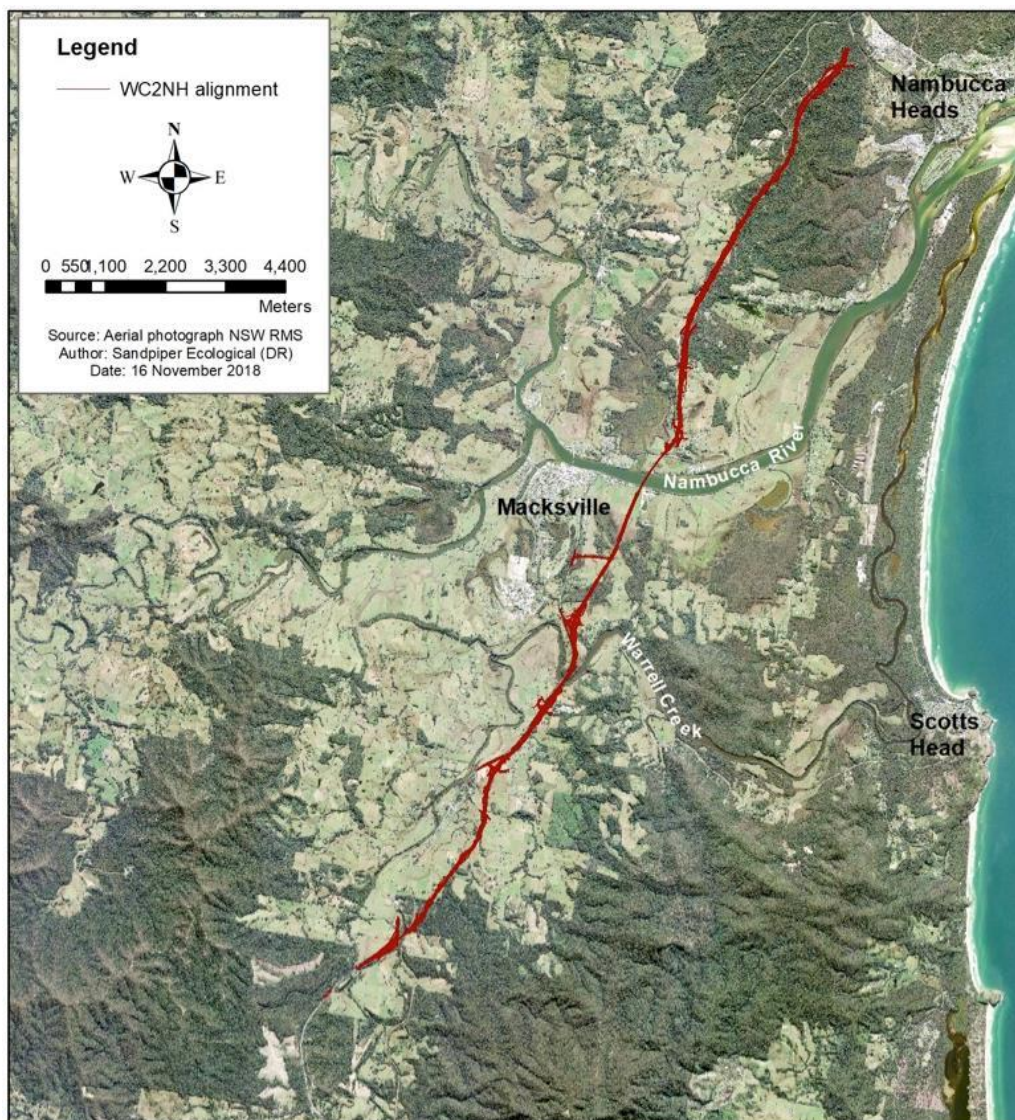 Legend
WC2NH alignment
N
W
E
S
0 550 1,100 2,200 3,300 4,400
Meters
Source: Aerial photograph NSW RMS
Author: Sandpiper Ecological (DR)
Date: 16 November 2018
Nambucca
Heads
Nambucca River
Macksville
Warrell Creek
Scotts
Head